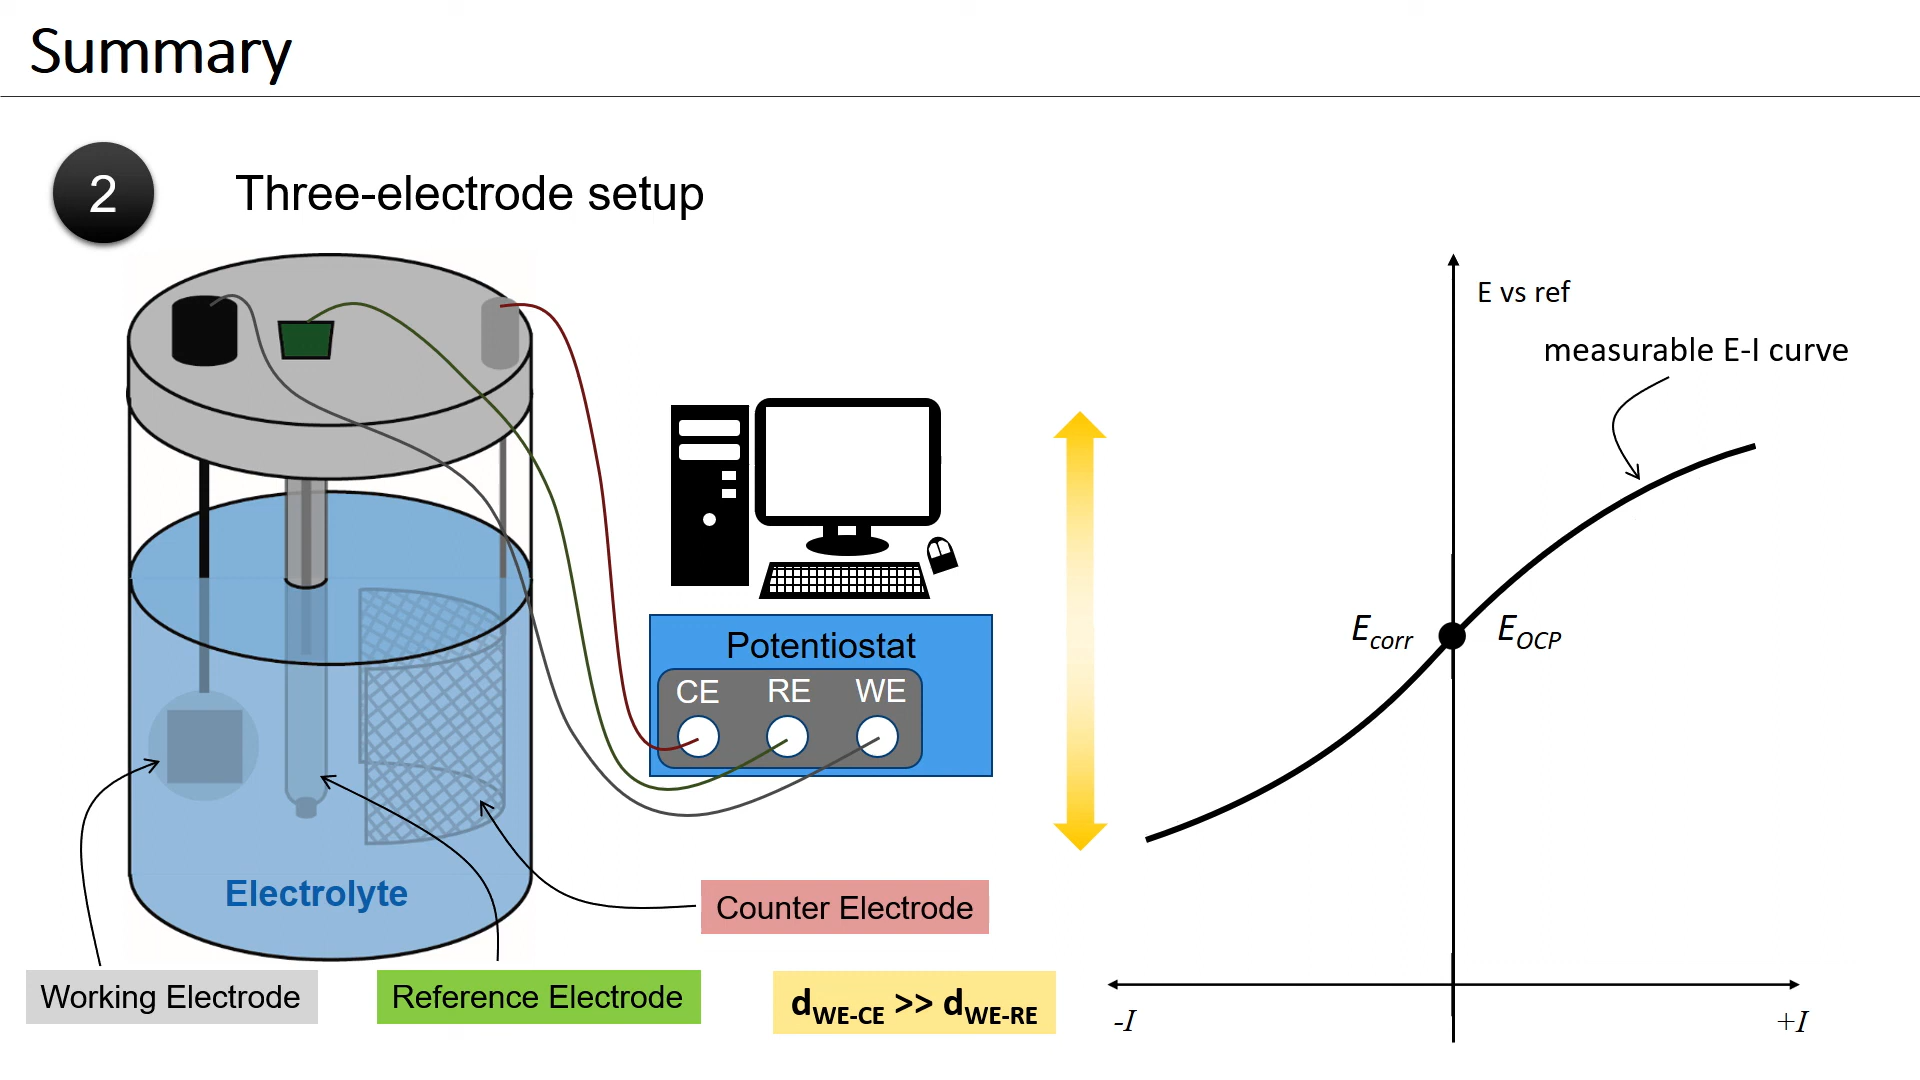 Summary
2
Three-electrode setup
E vs ref
measurable E-I curve
Potentiostat
CE RE WE
E_corr E_OCP
Electrolyte
Counter Electrode
Working Electrode
Reference Electrode
d_WE-CE >> d_WE-RE
-I +I